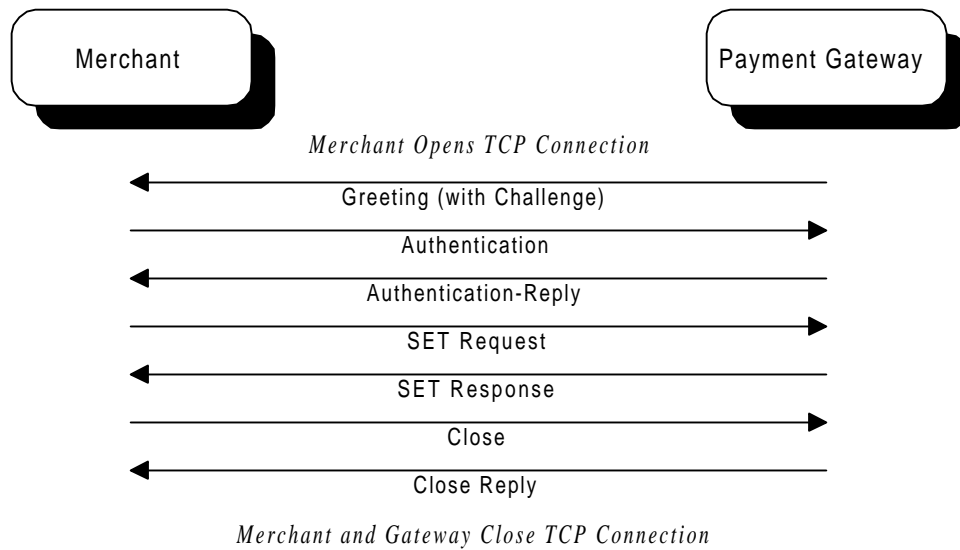 Merchant
Payment Gateway
Merchant Opens TCP Connection
Greeting (with Challenge)
Authentication
Authentication-Reply
SET Request
SET Response
Close
Close Reply
Merchant and Gateway Close TCP Connection